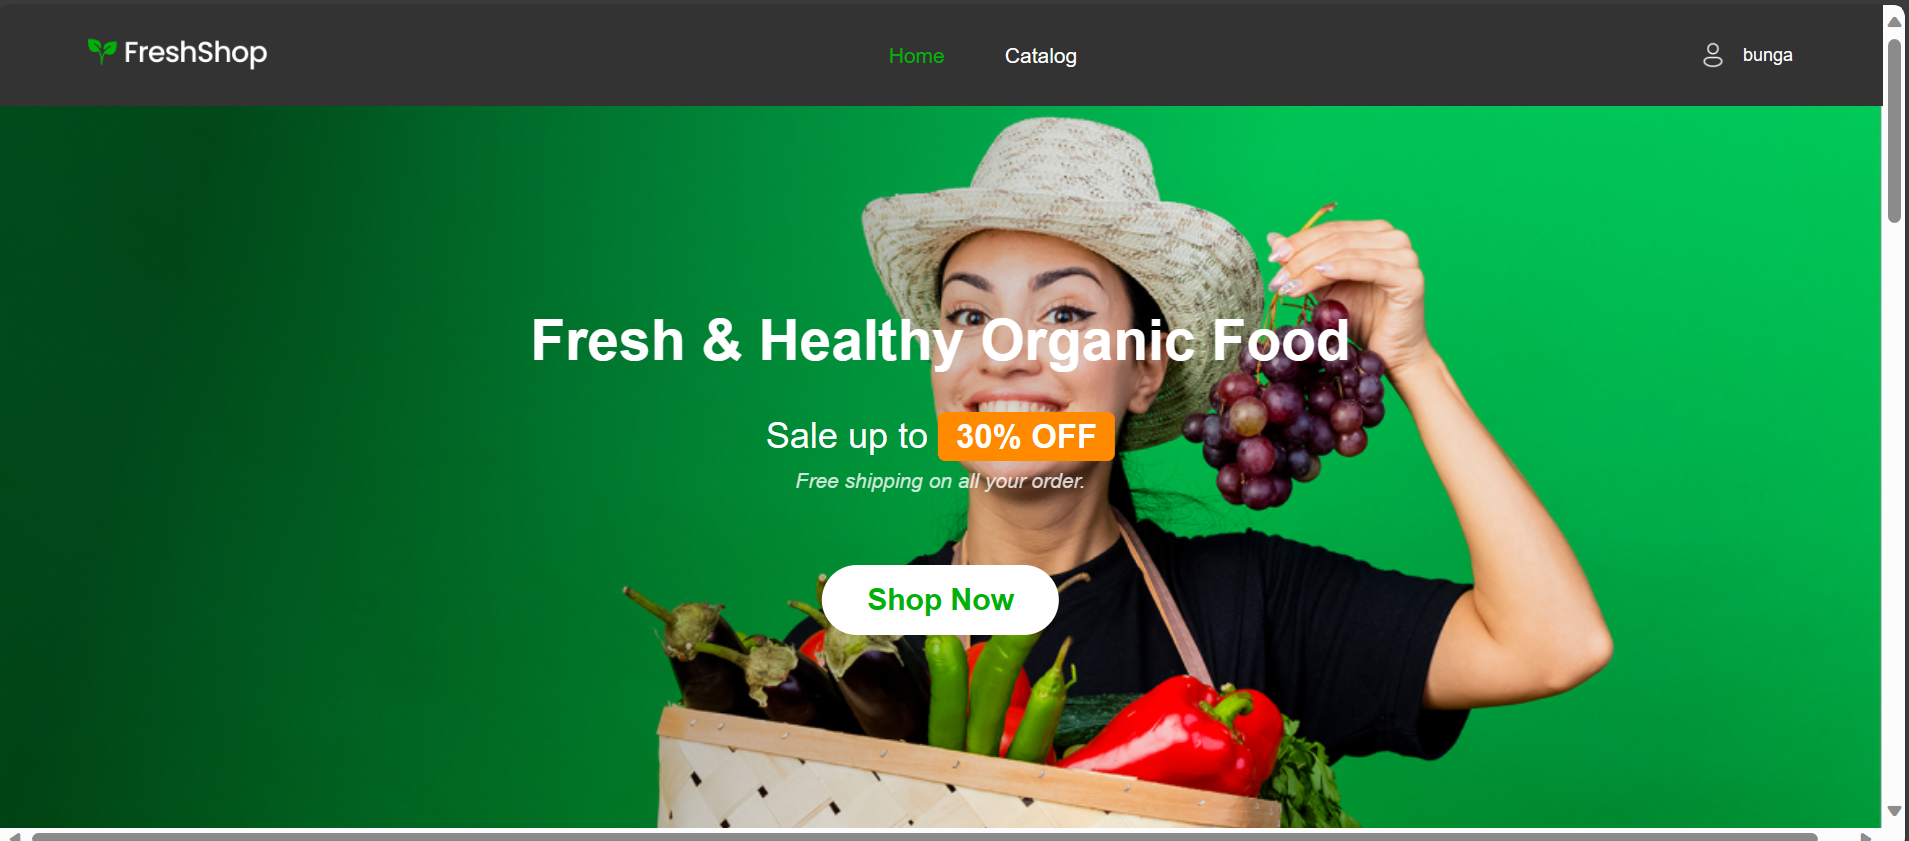 FreshShop
Home
Catalog
bunga
Fresh & Healthy Organic Food
Sale up to 30% OFF
Free shipping on all your order.
Shop Now